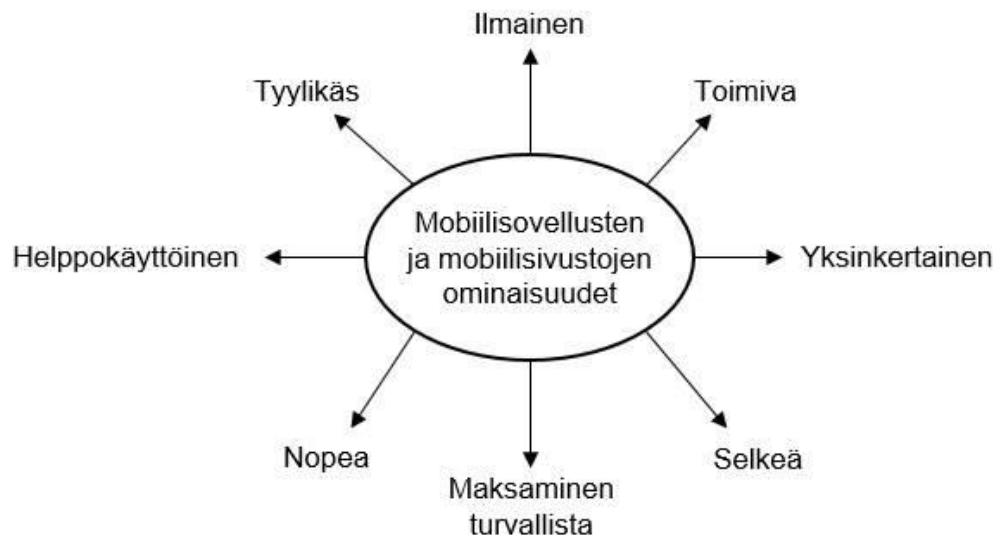 Ilmainen
Tyylikäs
Toimiva
Mobiilisovellusten
ja mobiilisivustojen
ominaisuudet
Helppokäyttöinen
Yksinkertainen
Nopea
Selkeä
Maksaminen
turvallista